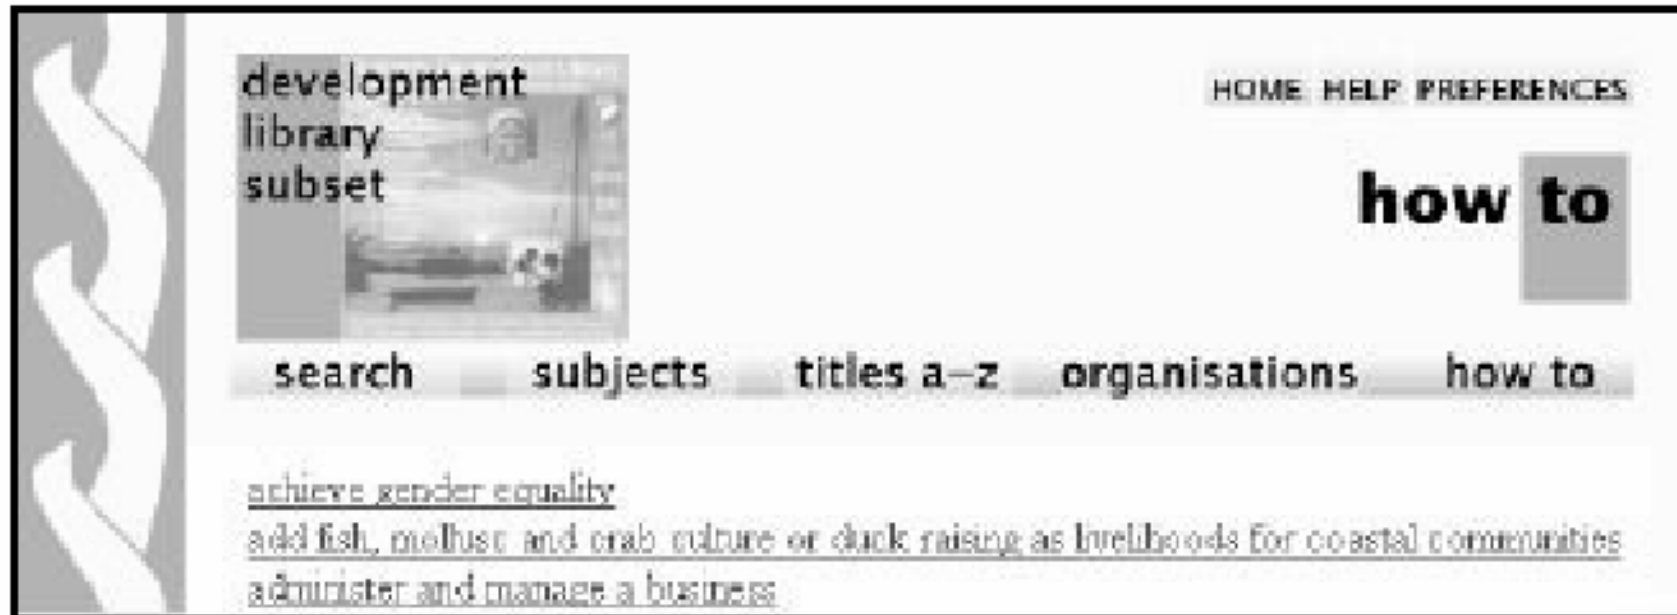 development
library
subset
HOME HELP PREFERENCES
how to
search subjects titles a–z organisations how to
achieve gender equality
add fish, mollusc and crab culture or duck raising as livelihoods for coastal communities
administer and manage a business